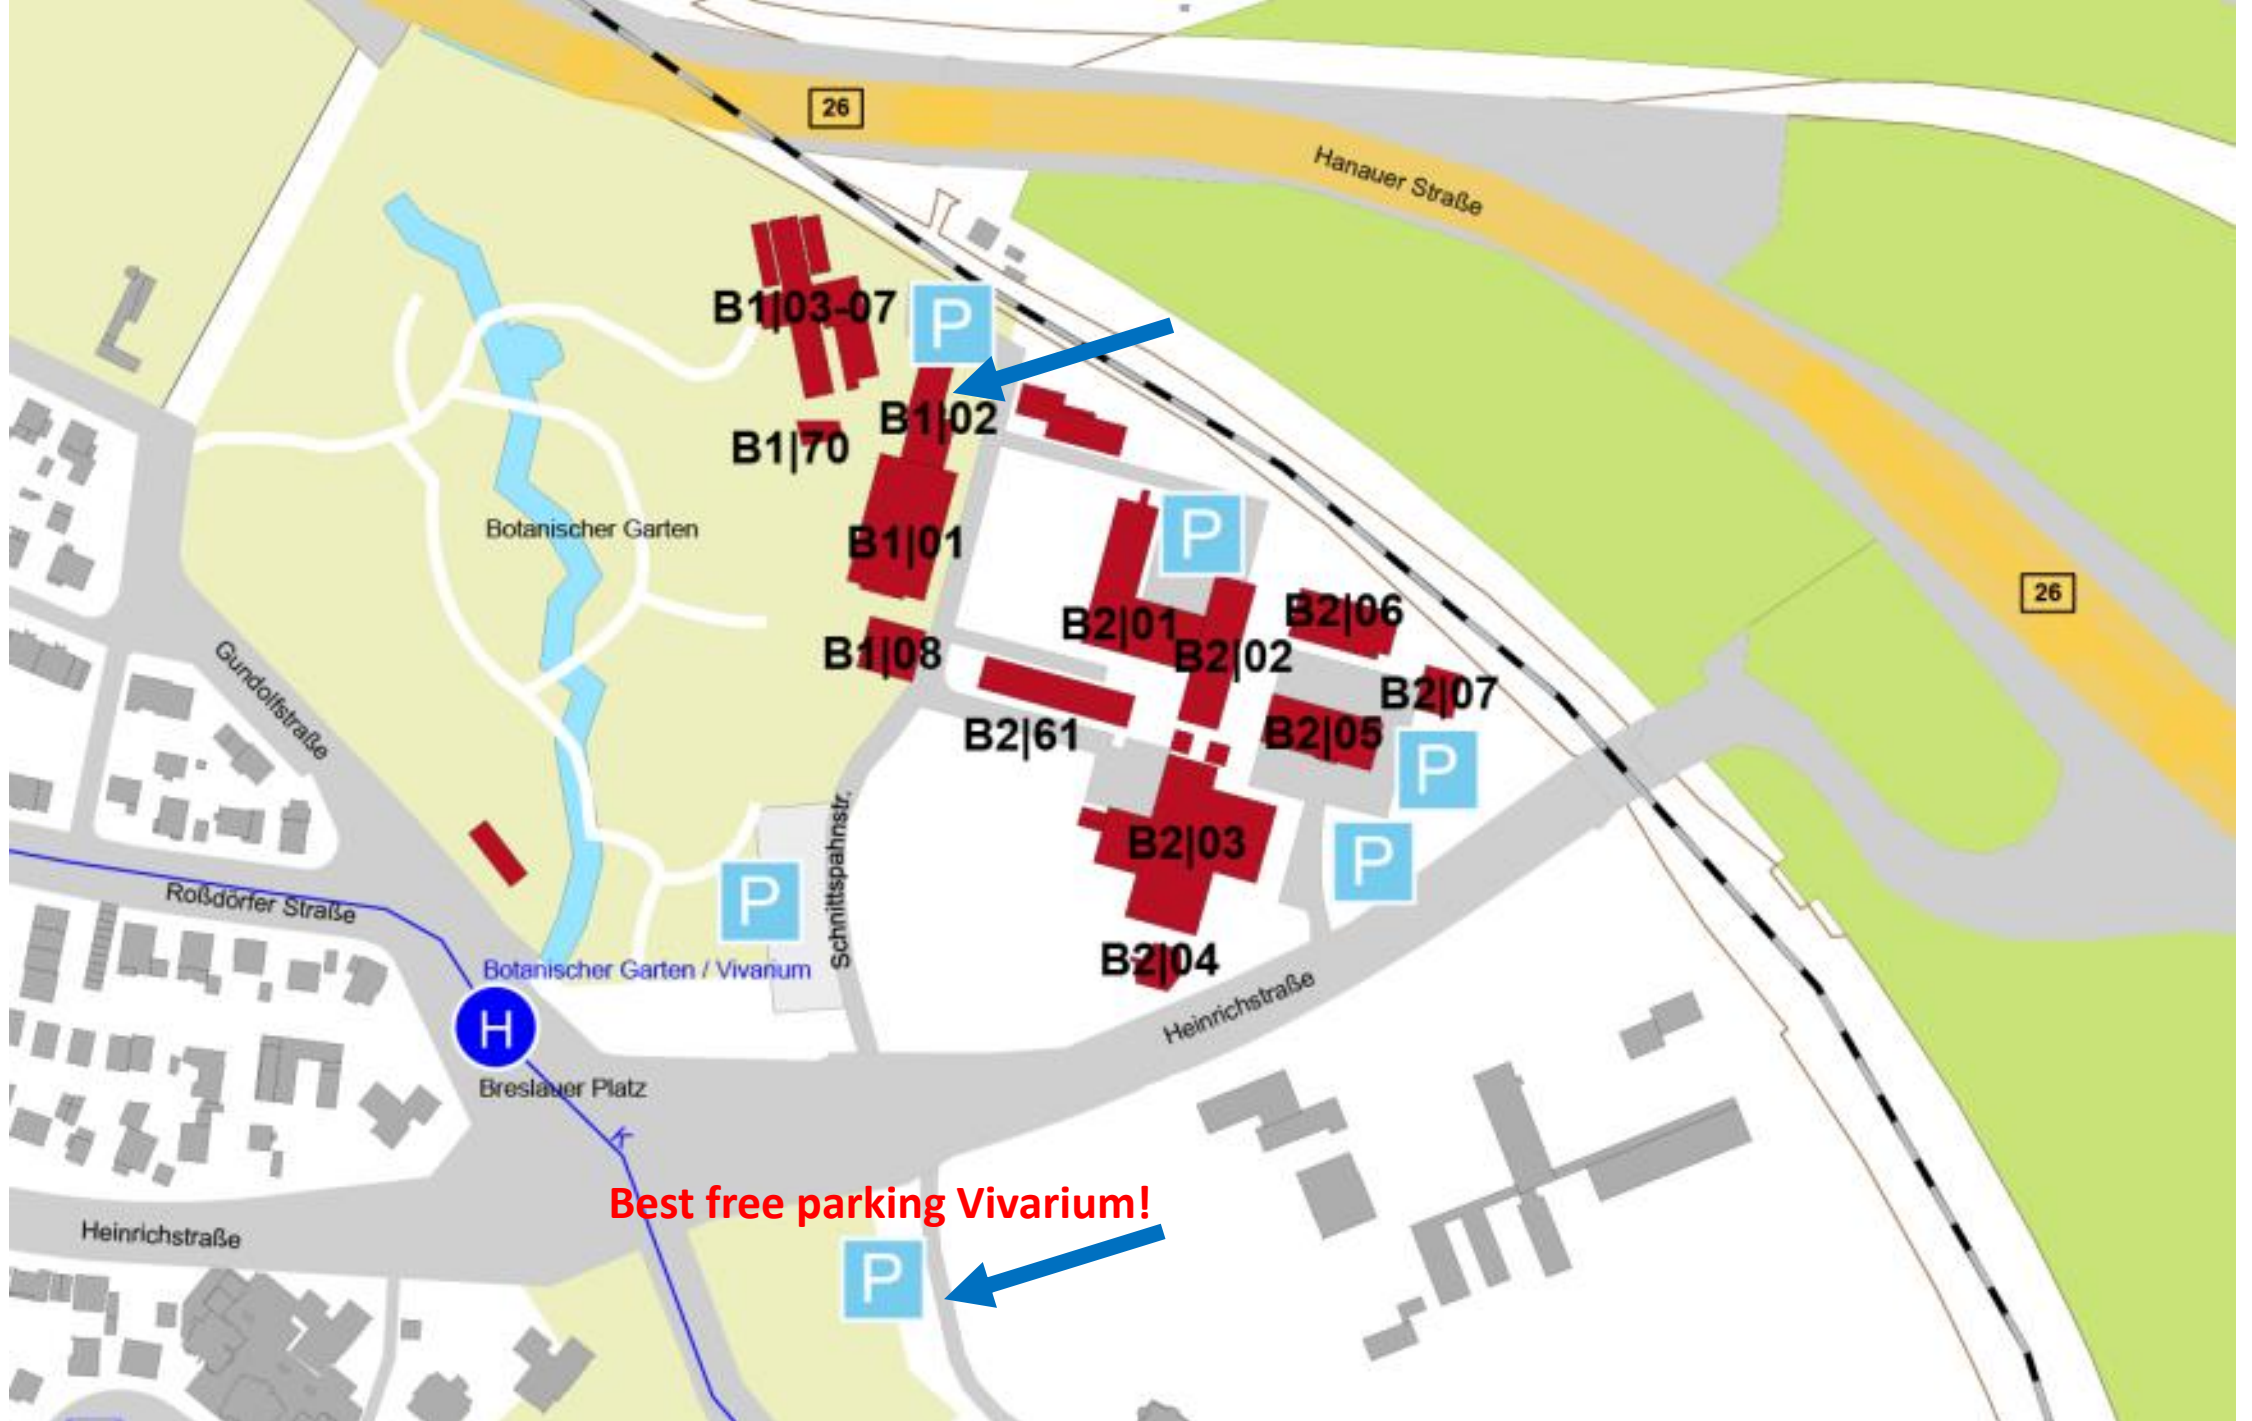 26
Hanauer Straße
B1|03-07
P
B1|02
B1|70
P
Botanischer Garten
B1|01
26
B2|06
B2|01
B1|08
B2|02
Gundolfstraße
B2|07
B2|61
B2|05
P
B2|03
P
Schnittspahnstr.
P
Roßdörfer Straße
B2|04
Botanischer Garten / Vivarium
Heinrichstraße
H
Breslauer Platz
K
Best free parking Vivarium!
Heinrichstraße
P